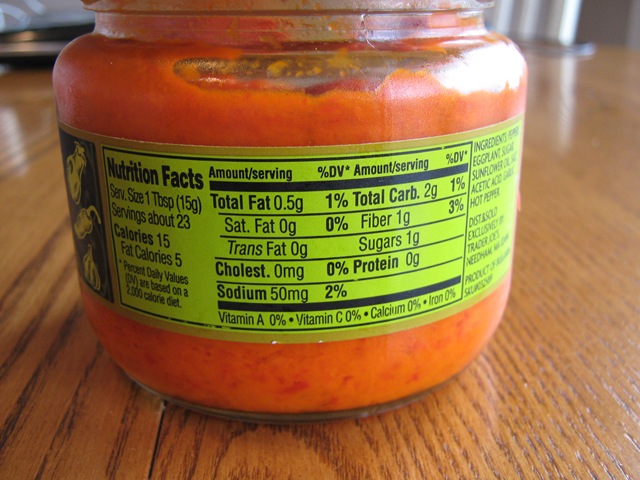 Nutrition Facts
Serv. Size 1 Tbsp (15g)
Servings about 23
Calories 15
Fat Calories 5
* Percent Daily Values
(DV) are based on a
2,000 calorie diet.
Amount/serving %DV* Amount/serving %DV*
Total Fat 0.5g 1% Total Carb. 2g 1%
Sat. Fat 0g 0% Fiber 1g 3%
Trans Fat 0g Sugars 1g
Cholest. 0mg 0% Protein 0g
Sodium 50mg 2%
Vitamin A 0% • Vitamin C 0% • Calcium 0% • Iron 0%
INGREDIENTS: PEPPER,
EGGPLANT, SUGAR,
SUNFLOWER OIL,
ACETIC ACID, GARLIC,
HOT PEPPER.
DIST.&SOLD
EXCLUSIVELY BY
TRADER JOE'S
NEEDHAM, MA
PRODUCT OF